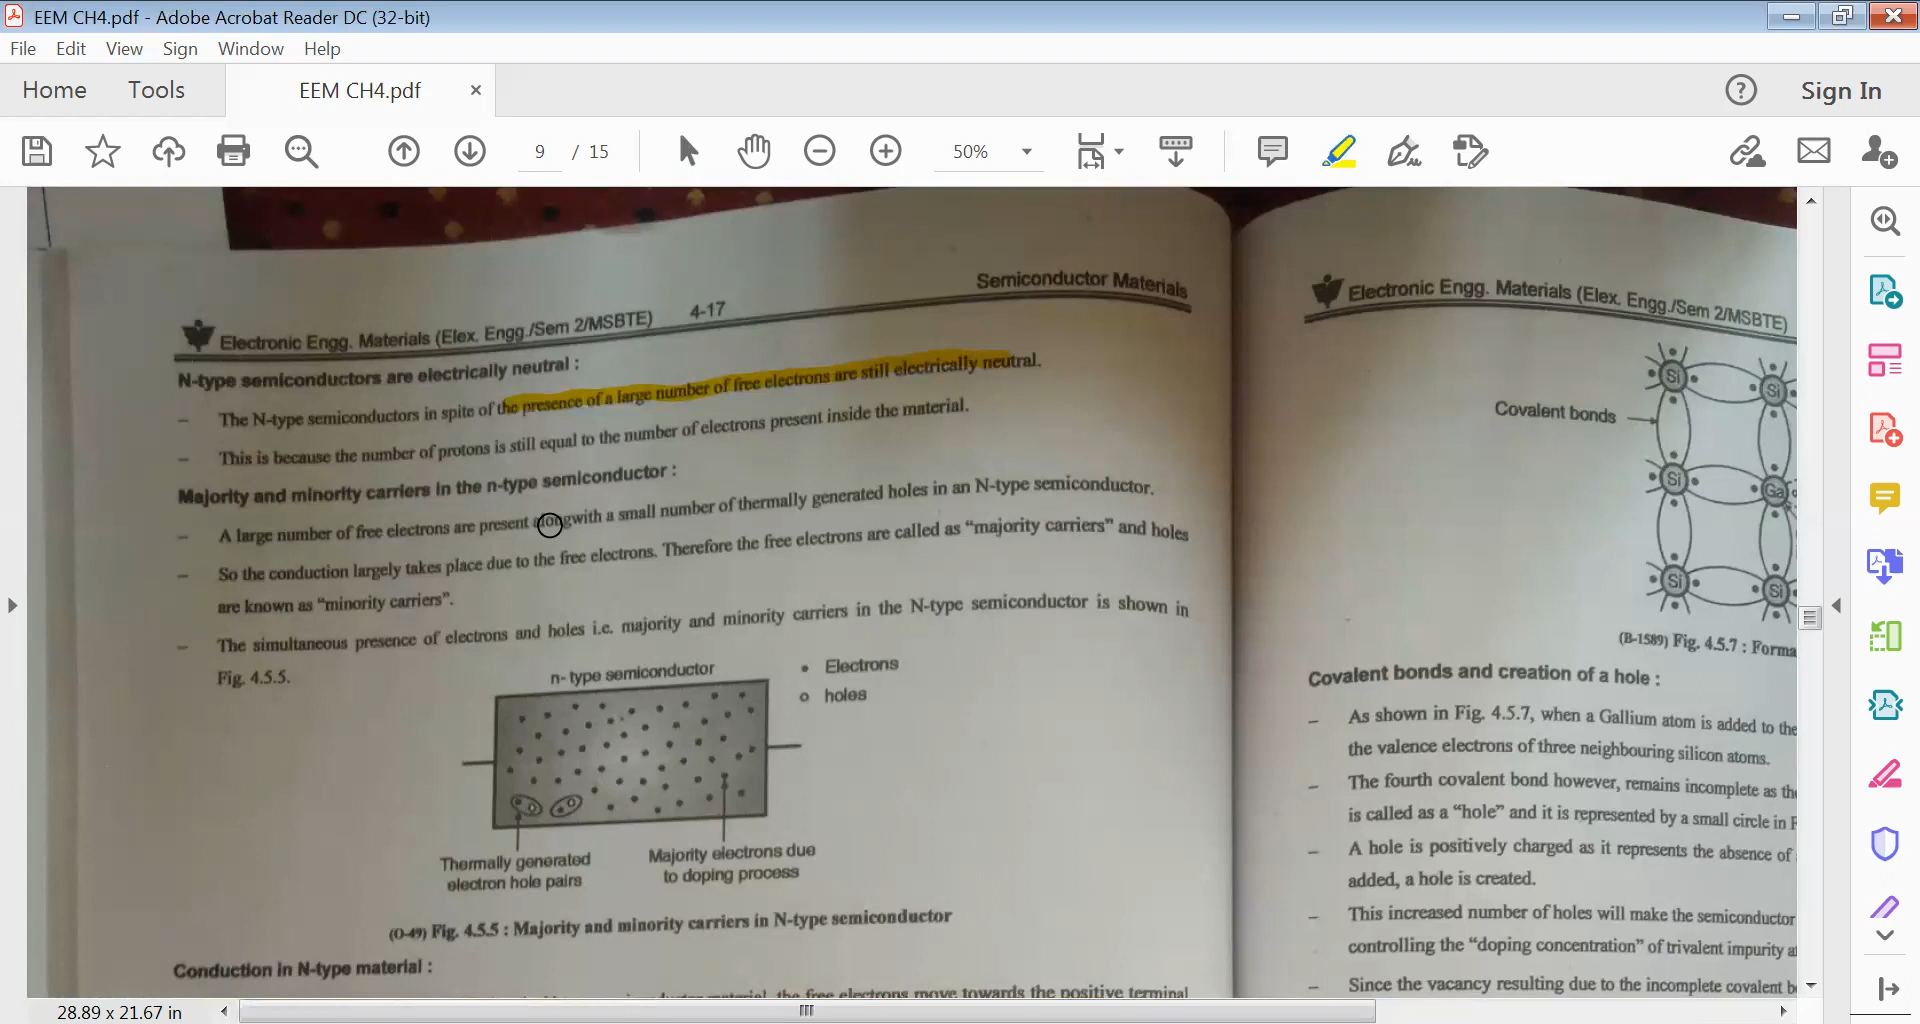 EEM CH4.pdf - Adobe Acrobat Reader DC (32-bit)
File Edit View Sign Window Help
Home Tools EEM CH4.pdf × Sign In
9 / 15 50%
Semiconductor Materials
Electronic Engg. Materials (Elex. Engg./Sem 2/MSBTE) 4-17
N-type semiconductors are electrically neutral :
– The N-type semiconductors in spite of the presence of a large number of free electrons are still electrically neutral.
– This is because the number of protons is still equal to the number of electrons present inside the material.
Majority and minority carriers in the n-type semiconductor :
– A large number of free electrons are present alongwith a small number of thermally generated holes in an N-type semiconductor.
– So the conduction largely takes place due to the free electrons. Therefore the free electrons are called as “majority carriers” and holes
are known as “minority carriers”.
– The simultaneous presence of electrons and holes i.e. majority and minority carriers in the N-type semiconductor is shown in
Fig. 4.5.5.
n- type semiconductor
Electrons
holes
Thermally generated
electron hole pairs
Majority electrons due
to doping process
(O-49) Fig. 4.5.5 : Majority and minority carriers in N-type semiconductor
Conduction in N-type material :
the free electrons move towards the positive terminal
Electronic Engg. Materials (Elex. Engg./Sem 2/MSBTE)
Si Si
Covalent bonds
Si Ga
Si Si
(B-1589) Fig. 4.5.7 : Forma
Covalent bonds and creation of a hole :
– As shown in Fig. 4.5.7, when a Gallium atom is added to the
the valence electrons of three neighbouring silicon atoms.
– The fourth covalent bond however, remains incomplete as the
is called as a “hole” and it is represented by a small circle in F
– A hole is positively charged as it represents the absence of
added, a hole is created.
– This increased number of holes will make the semiconductor
controlling the “doping concentration” of trivalent impurity a
– Since the vacancy resulting due to the incomplete covalent b
28.89 x 21.67 in